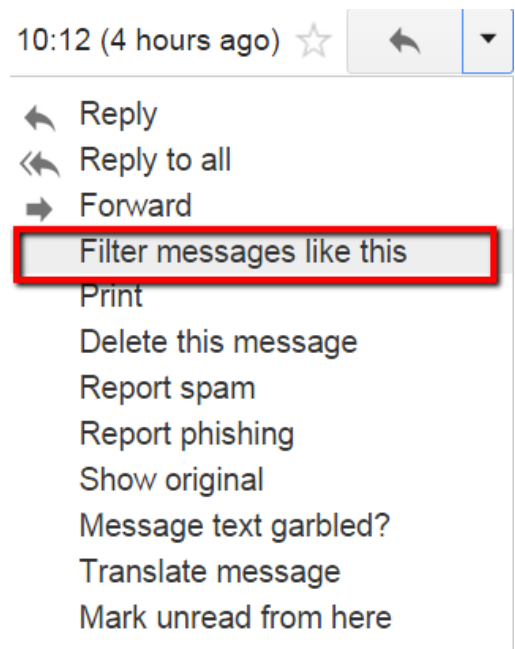 10:12 (4 hours ago)
Reply
Reply to all
Forward
Filter messages like this
Print
Delete this message
Report spam
Report phishing
Show original
Message text garbled?
Translate message
Mark unread from here